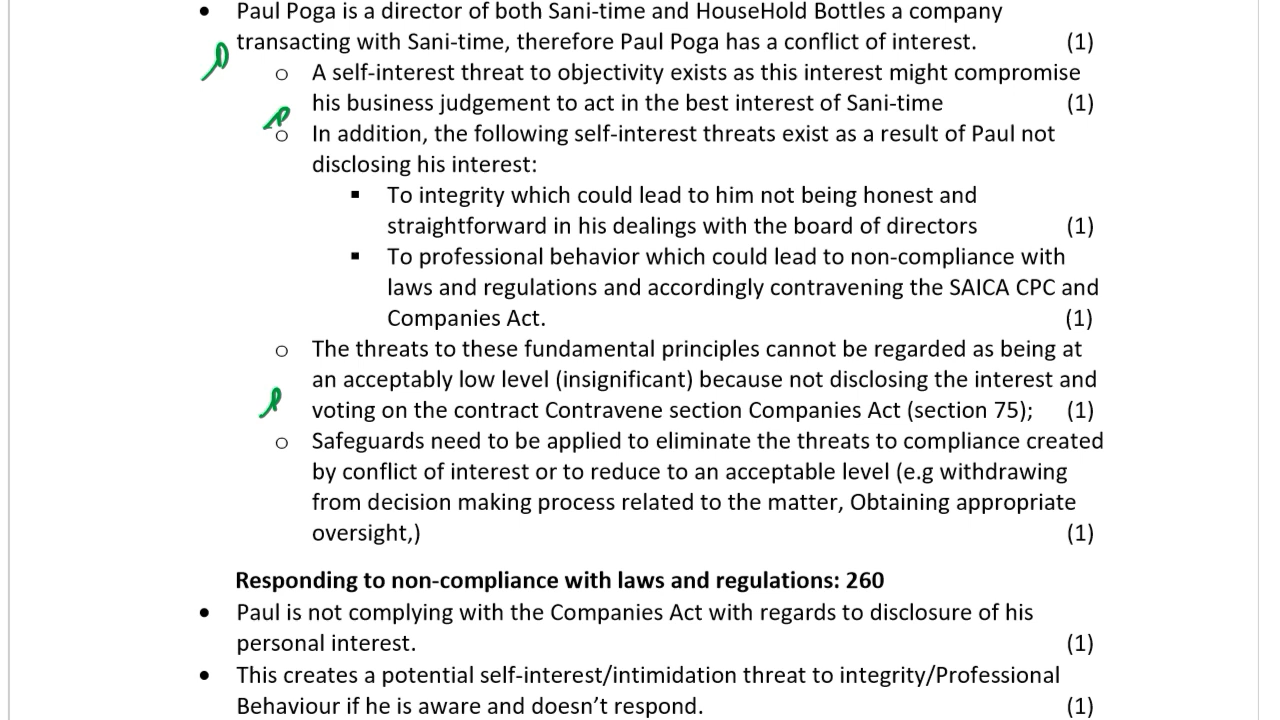 • Paul Poga is a director of both Sani-time and HouseHold Bottles a company
transacting with Sani-time, therefore Paul Poga has a conflict of interest. (1)
o A self-interest threat to objectivity exists as this interest might compromise
his business judgement to act in the best interest of Sani-time (1)
o In addition, the following self-interest threats exist as a result of Paul not
disclosing his interest:
▪ To integrity which could lead to him not being honest and
straightforward in his dealings with the board of directors (1)
▪ To professional behavior which could lead to non-compliance with
laws and regulations and accordingly contravening the SAICA CPC and
Companies Act. (1)
o The threats to these fundamental principles cannot be regarded as being at
an acceptably low level (insignificant) because not disclosing the interest and
voting on the contract Contravene section Companies Act (section 75); (1)
o Safeguards need to be applied to eliminate the threats to compliance created
by conflict of interest or to reduce to an acceptable level (e.g withdrawing
from decision making process related to the matter, Obtaining appropriate
oversight,) (1)
Responding to non-compliance with laws and regulations: 260
• Paul is not complying with the Companies Act with regards to disclosure of his
personal interest. (1)
• This creates a potential self-interest/intimidation threat to integrity/Professional
Behaviour if he is aware and doesn’t respond. (1)